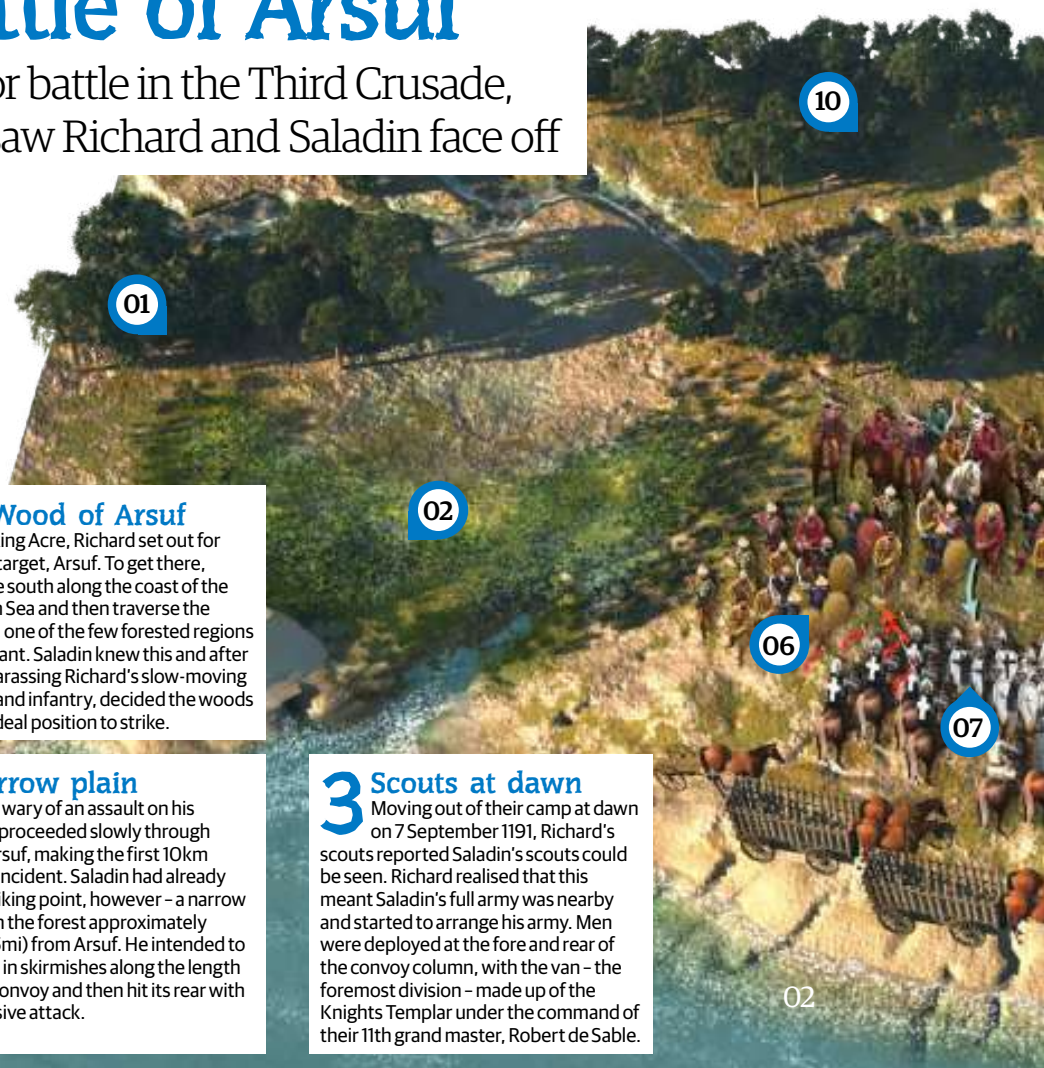 ttle of Arsuf
or battle in the Third Crusade,
saw Richard and Saladin face off
10
01
02
06
07
Wood of Arsuf
ing Acre, Richard set out for
target, Arsuf. To get there,
e south along the coast of the
n Sea and then traverse the
, one of the few forested regions
ant. Saladin knew this and after
arassing Richard's slow-moving
and infantry, decided the woods
deal position to strike.
rrow plain
wary of an assault on his
proceeded slowly through
rsuf, making the first 10km
incident. Saladin had already
iking point, however – a narrow
n the forest approximately
mi) from Arsuf. He intended to
in skirmishes along the length
onvoy and then hit its rear with
sive attack.
3 Scouts at dawn
Moving out of their camp at dawn
on 7 September 1191, Richard's
scouts reported Saladin's scouts could
be seen. Richard realised that this
meant Saladin's full army was nearby
and started to arrange his army. Men
were deployed at the fore and rear of
the convoy column, with the van – the
foremost division – made up of the
Knights Templar under the command of
their 11th grand master, Robert de Sable.
02